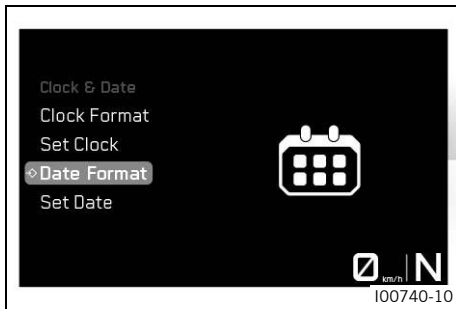 Clock & Date
Clock Format
Set Clock
Date Format
Set Date
0 km/h N
I00740-10